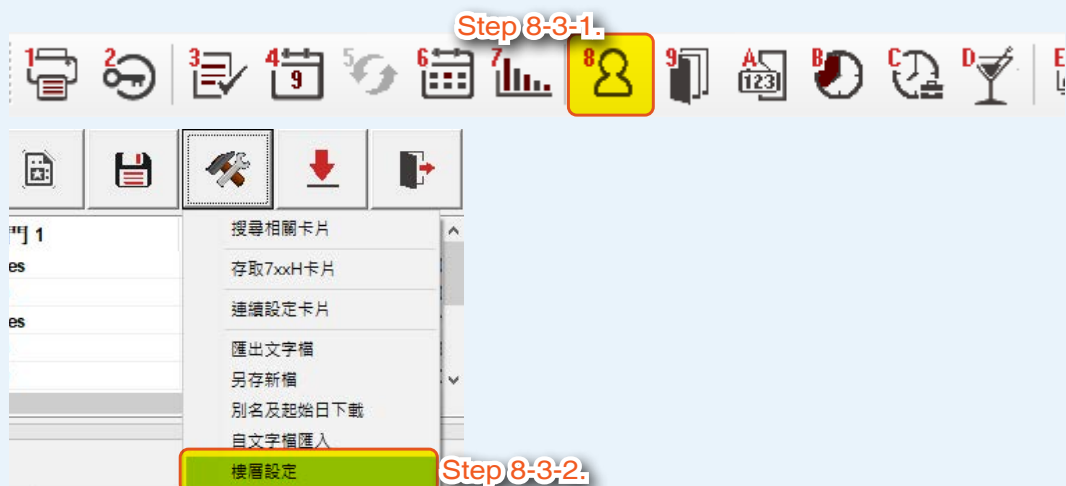 Step 8-3-1.
1 2 3 4 9 5 6 7 8 9 A 123 B C D E
1
es
es
搜尋相關卡片
存取7xxH卡片
連續設定卡片
匯出文字檔
另存新檔
別名及起始日下載
自文字檔匯入
樓層設定 Step 8-3-2.